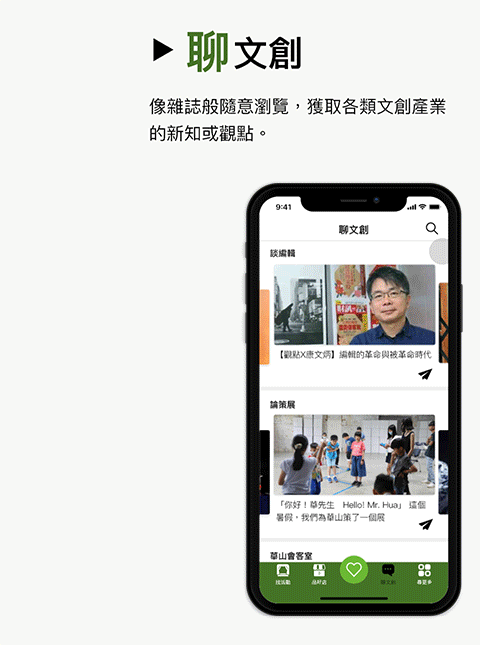 聊文創
像雜誌般隨意瀏覽,獲取各類文創產業
的新知或觀點。
9:41
聊文創
談編輯
【觀點X康文炳】編輯的革命與被革命時代
論策展
「你好!華先生 Hello! Mr. Hua」 這個
暑假,我們為華山策了一個展
華山會客室
找活動 品好店 聊文創 看更多